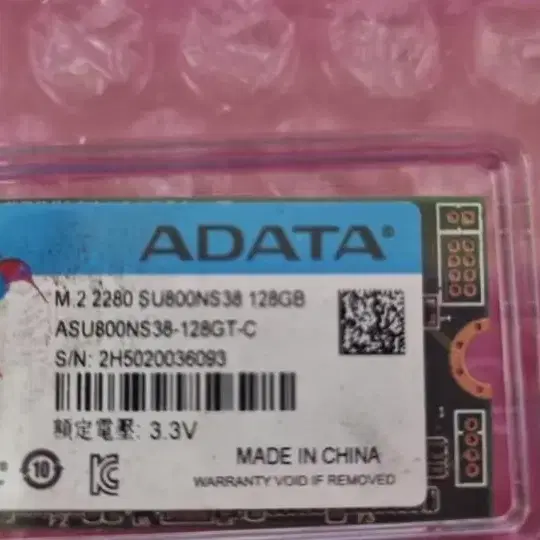 ADATA®
M.2 2280 SU800NS38 128GB
ASU800NS38-128GT-C
S/N: 2H5020036093
額定電壓: 3.3V
10
MADE IN CHINA
WARRANTY VOID IF REMOVED